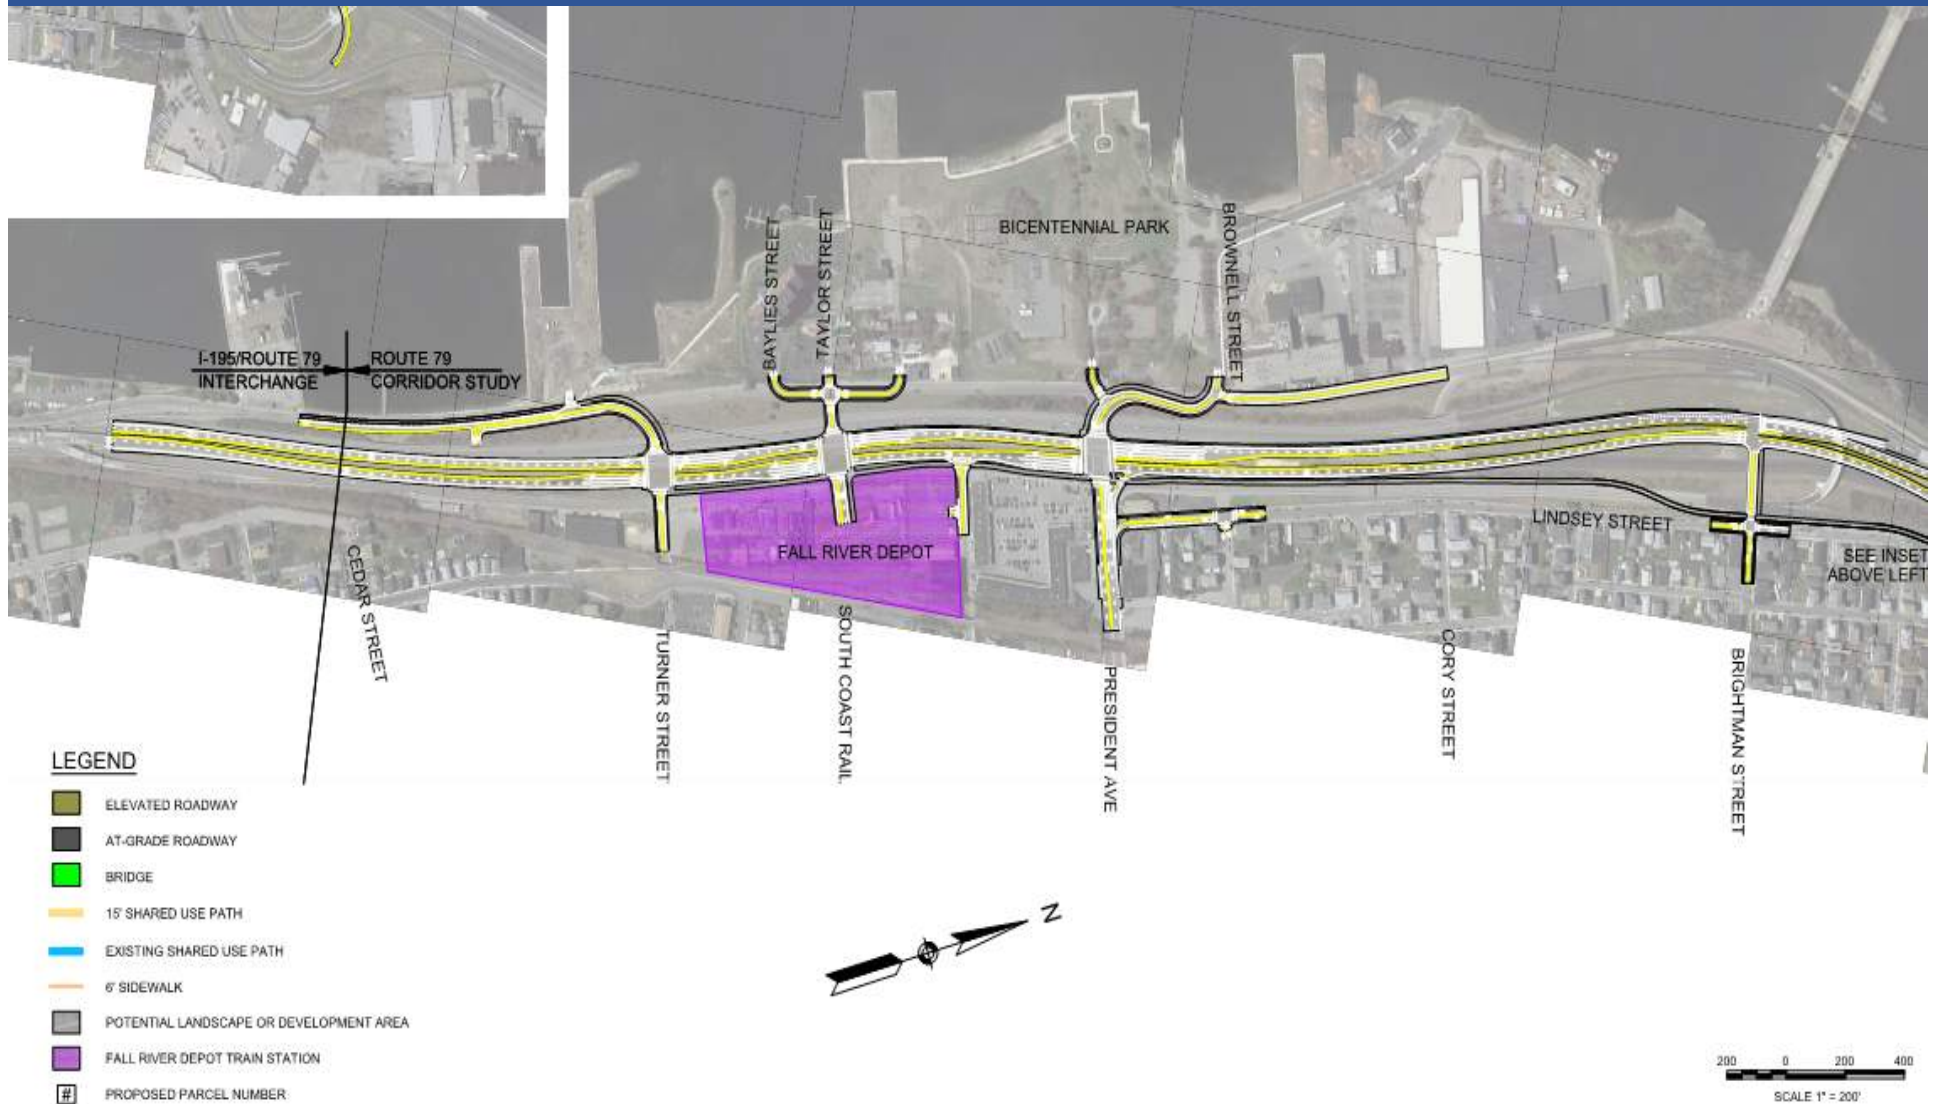 BAYLIES STREET
TAYLOR STREET
BICENTENNIAL PARK
BROWNELL STREET
I-195/ROUTE 79
INTERCHANGE
ROUTE 79
CORRIDOR STUDY
LINDSEY STREET
FALL RIVER DEPOT
SEE INSET
ABOVE LEFT
CEDAR STREET
TURNER STREET
SOUTH COAST RAIL
PRESIDENT AVE
CORY STREET
BRIGHTMAN STREET
LEGEND
ELEVATED ROADWAY
AT-GRADE ROADWAY
BRIDGE
15' SHARED USE PATH
EXISTING SHARED USE PATH
6' SIDEWALK
POTENTIAL LANDSCAPE OR DEVELOPMENT AREA
FALL RIVER DEPOT TRAIN STATION
# PROPOSED PARCEL NUMBER
N
200 0 200 400
SCALE 1" = 200'